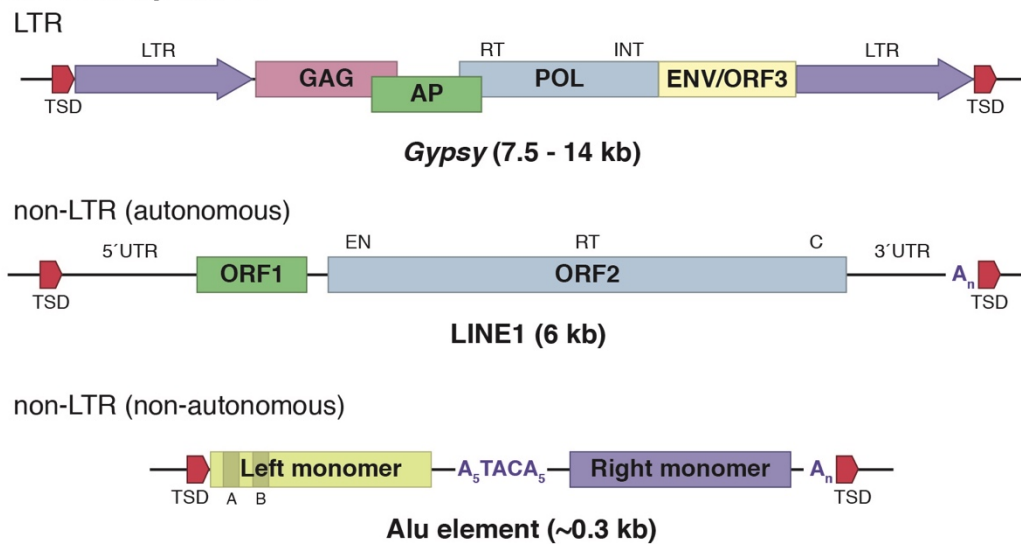 LTR
LTR RT INT LTR
GAG POL ENV/ORF3
AP
TSD TSD
Gypsy (7.5 - 14 kb)
non-LTR (autonomous)
5´UTR EN RT C 3´UTR
ORF1 ORF2 An
TSD TSD
LINE1 (6 kb)
non-LTR (non-autonomous)
Left monomer A5TACA5 Right monomer An
TSD A B TSD
Alu element (~0.3 kb)